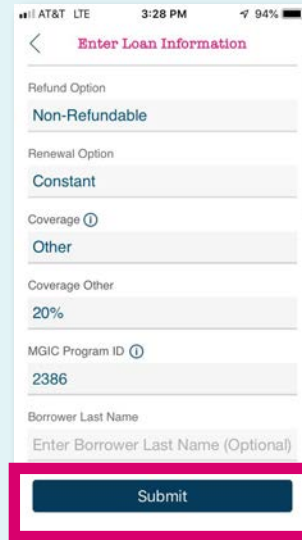 AT&T LTE 3:28 PM 94%
Enter Loan Information
Refund Option
Non-Refundable
Renewal Option
Constant
Coverage ⓘ
Other
Coverage Other
20%
MGIC Program ID ⓘ
2386
Borrower Last Name
Enter Borrower Last Name (Optional)
Submit